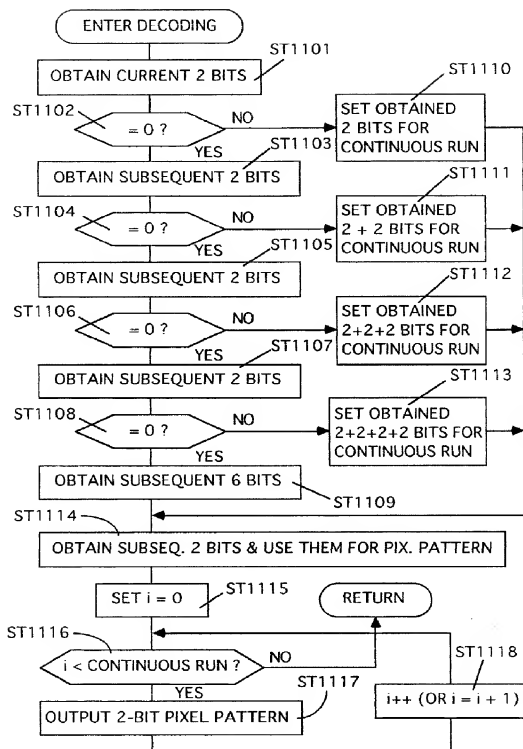 ENTER DECODING
ST1101
OBTAIN CURRENT 2 BITS
ST1110
ST1102
= 0 ?
NO
SET OBTAINED
2 BITS FOR
CONTINUOUS RUN
YES
ST1103
OBTAIN SUBSEQUENT 2 BITS
ST1111
ST1104
= 0 ?
NO
SET OBTAINED
2 + 2 BITS FOR
CONTINUOUS RUN
YES
ST1105
OBTAIN SUBSEQUENT 2 BITS
ST1112
ST1106
= 0 ?
NO
SET OBTAINED
2+2+2 BITS FOR
CONTINUOUS RUN
YES
ST1107
OBTAIN SUBSEQUENT 2 BITS
ST1113
ST1108
= 0 ?
NO
SET OBTAINED
2+2+2+2 BITS FOR
CONTINUOUS RUN
YES
OBTAIN SUBSEQUENT 6 BITS
ST1109
ST1114
OBTAIN SUBSEQ. 2 BITS & USE THEM FOR PIX. PATTERN
SET i = 0
ST1115
RETURN
ST1116
i < CONTINUOUS RUN ?
NO
ST1118
i++ (OR i = i + 1)
YES
ST1117
OUTPUT 2-BIT PIXEL PATTERN